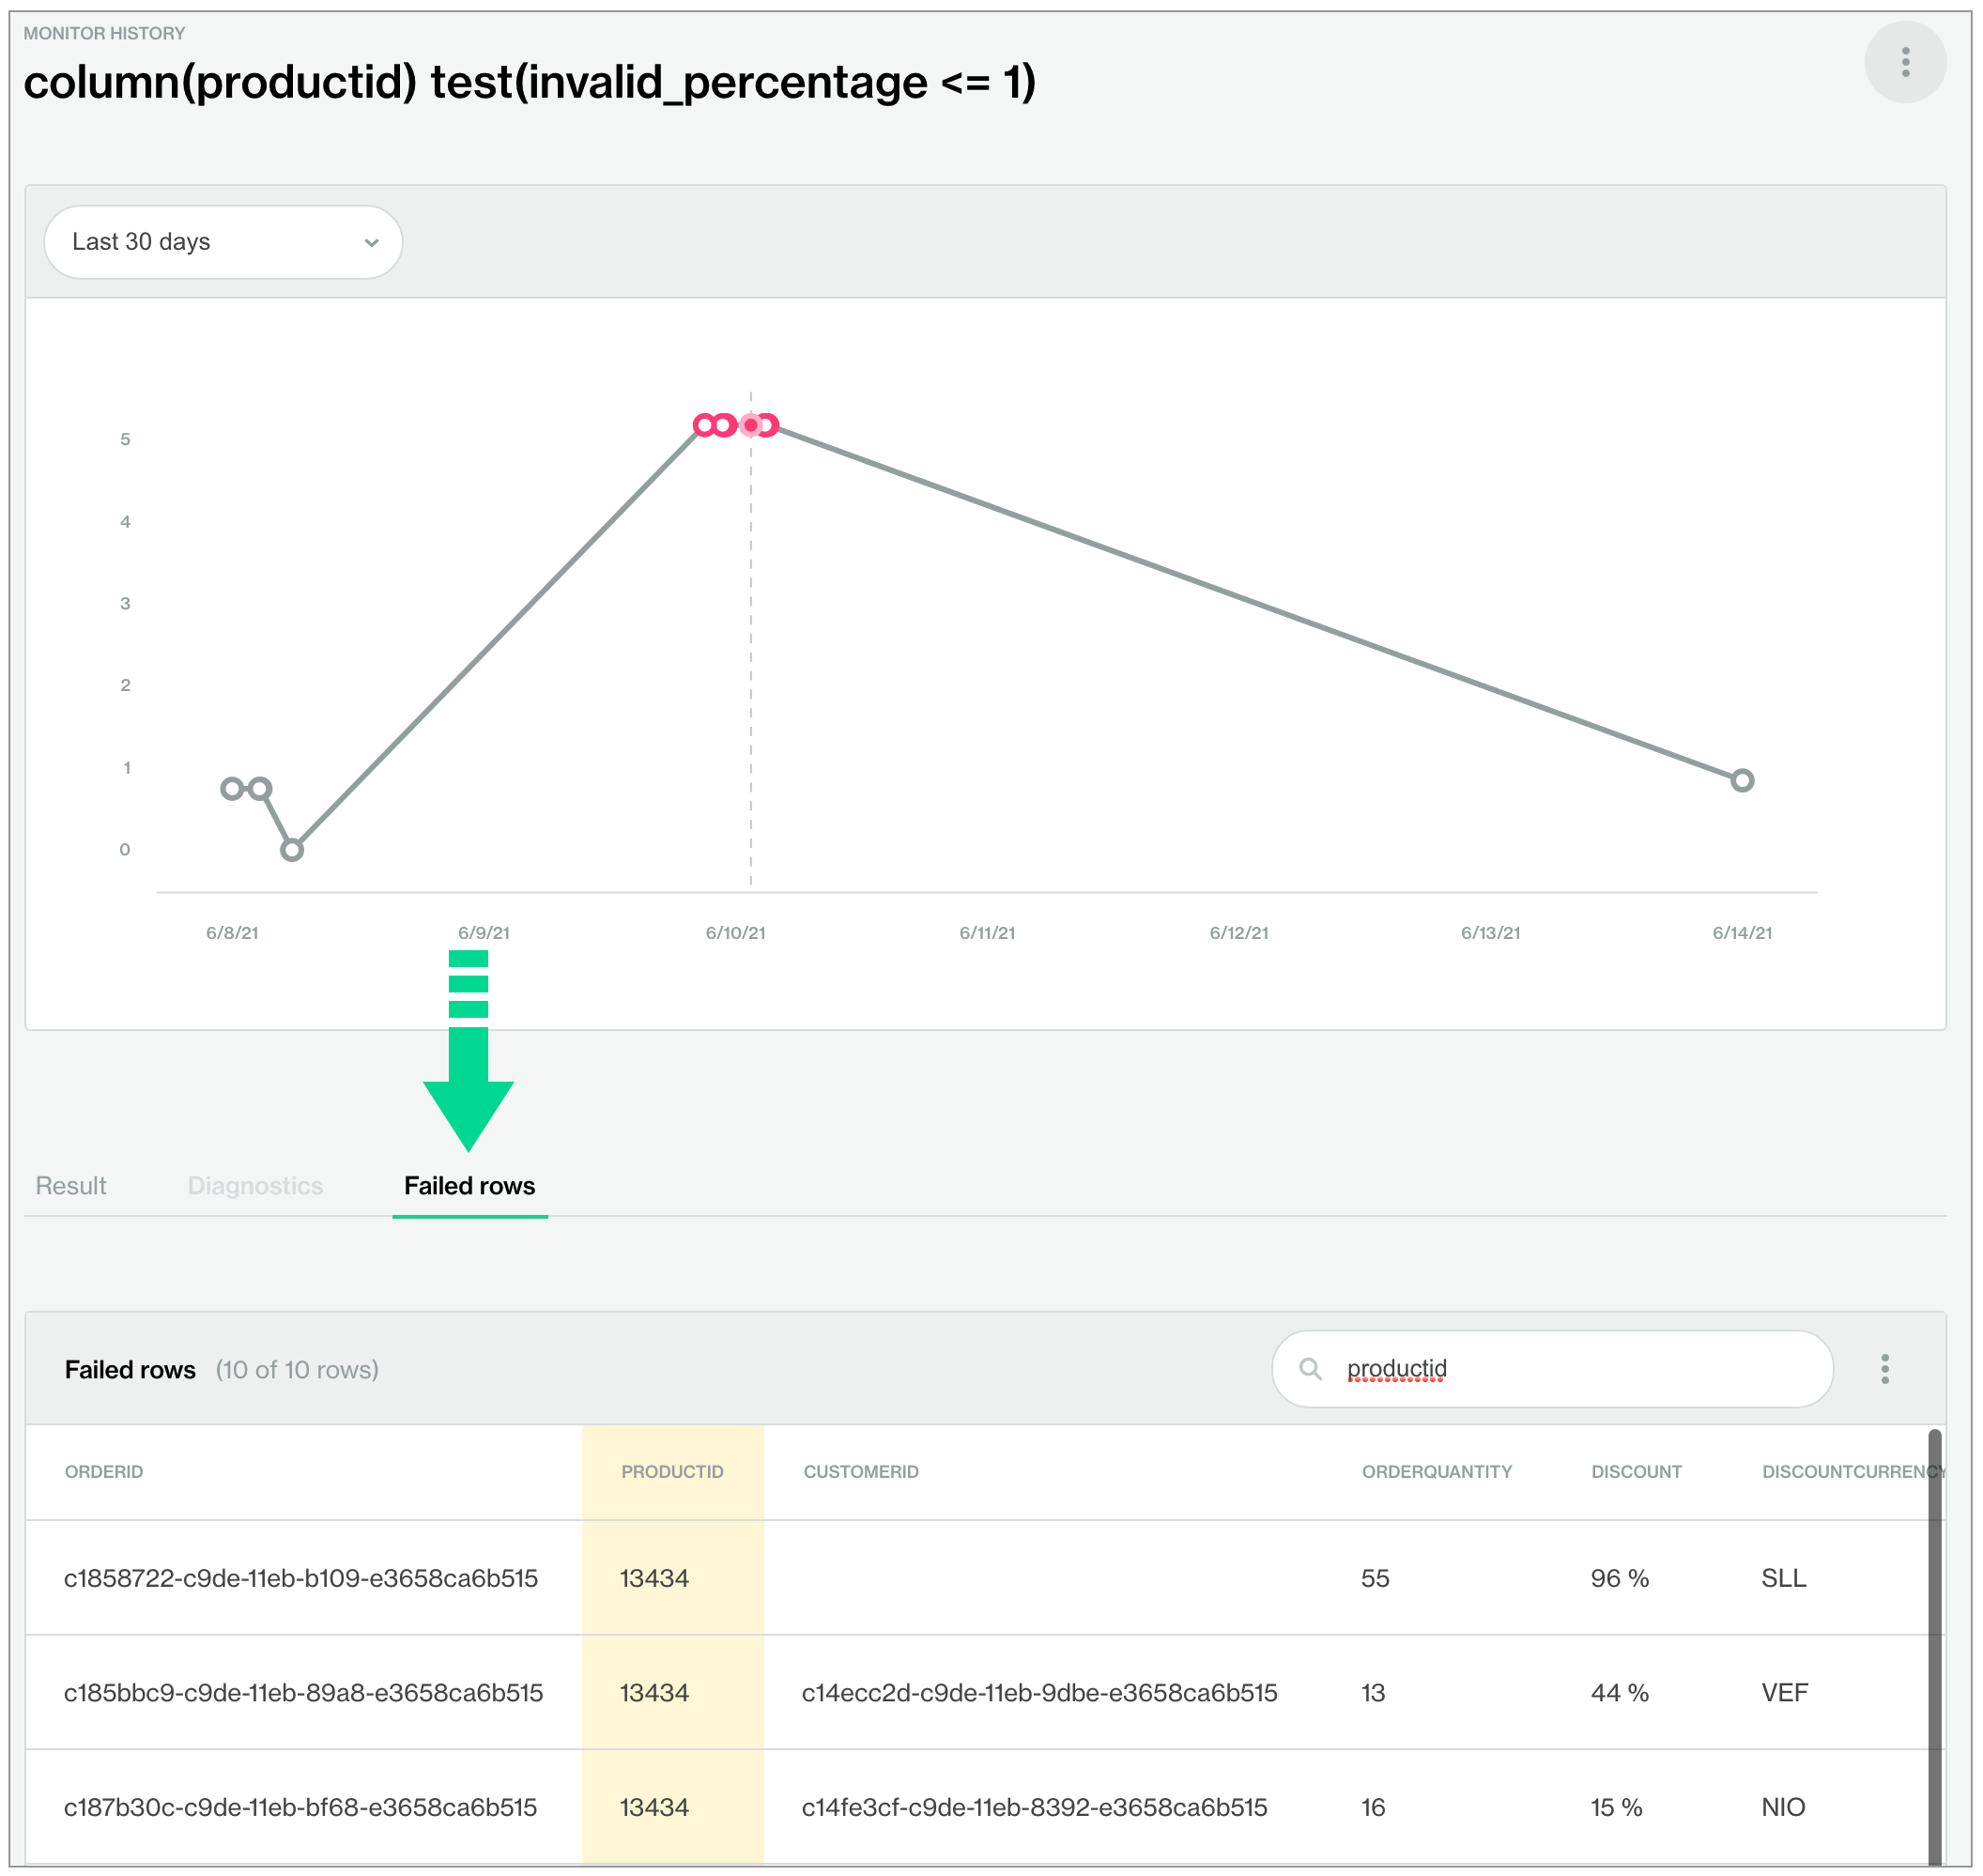 MONITOR HISTORY
column(productid) test(invalid_percentage <= 1)
Last 30 days
5
4
3
2
1
0
6/8/21 6/9/21 6/10/21 6/11/21 6/12/21 6/13/21 6/14/21
Result Diagnostics Failed rows
Failed rows (10 of 10 rows) productid
ORDERID PRODUCTID CUSTOMERID ORDERQUANTITY DISCOUNT DISCOUNTCURRENCY
c1858722-c9de-11eb-b109-e3658ca6b515 13434 55 96 % SLL
c185bbc9-c9de-11eb-89a8-e3658ca6b515 13434 c14ecc2d-c9de-11eb-9dbe-e3658ca6b515 13 44 % VEF
c187b30c-c9de-11eb-bf68-e3658ca6b515 13434 c14fe3cf-c9de-11eb-8392-e3658ca6b515 16 15 % NIO